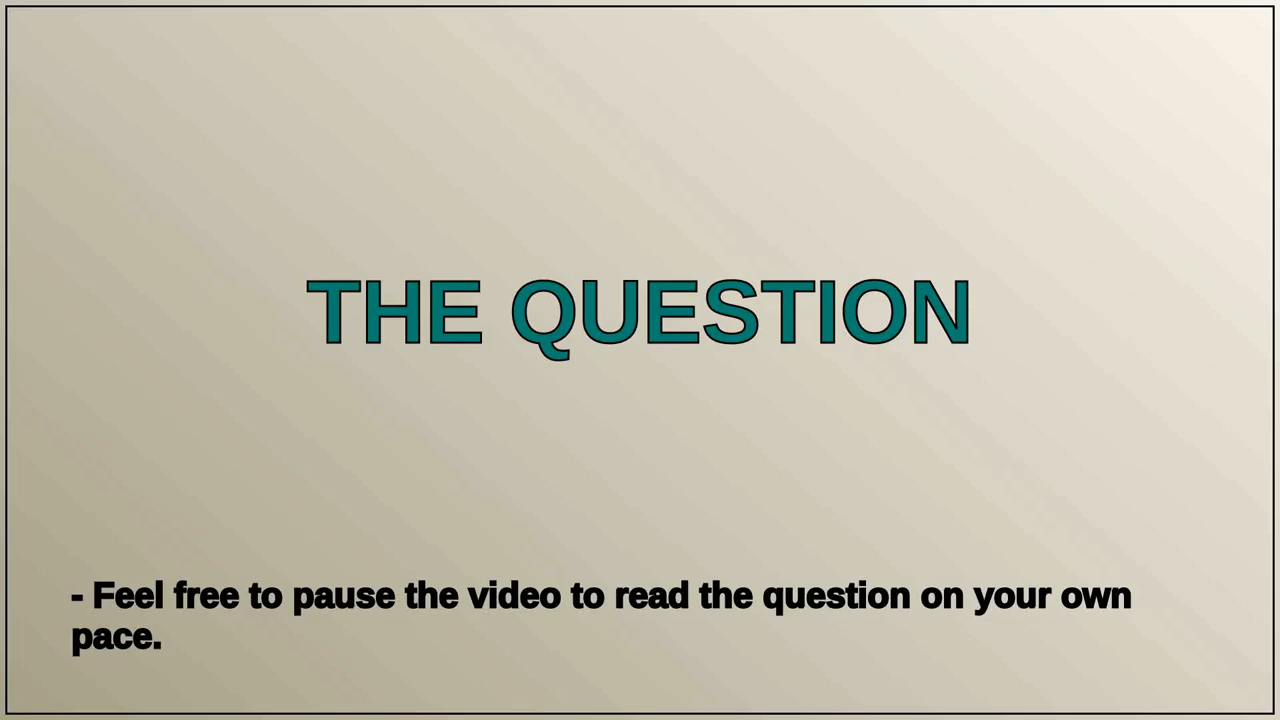 THE QUESTION
- Feel free to pause the video to read the question on your own
pace.